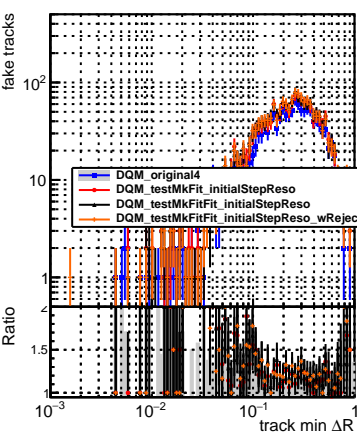 fake tracks
10²
10
1
DQM_original4
DQM_testMkFit_initialStepReso
DQM_testMkFitFit_initialStepReso
DQM_testMkFitFit_initialStepReso_wRejec
Ratio
2
1.5
1
10⁻³ 10⁻² 10⁻¹ 1
track min ΔR